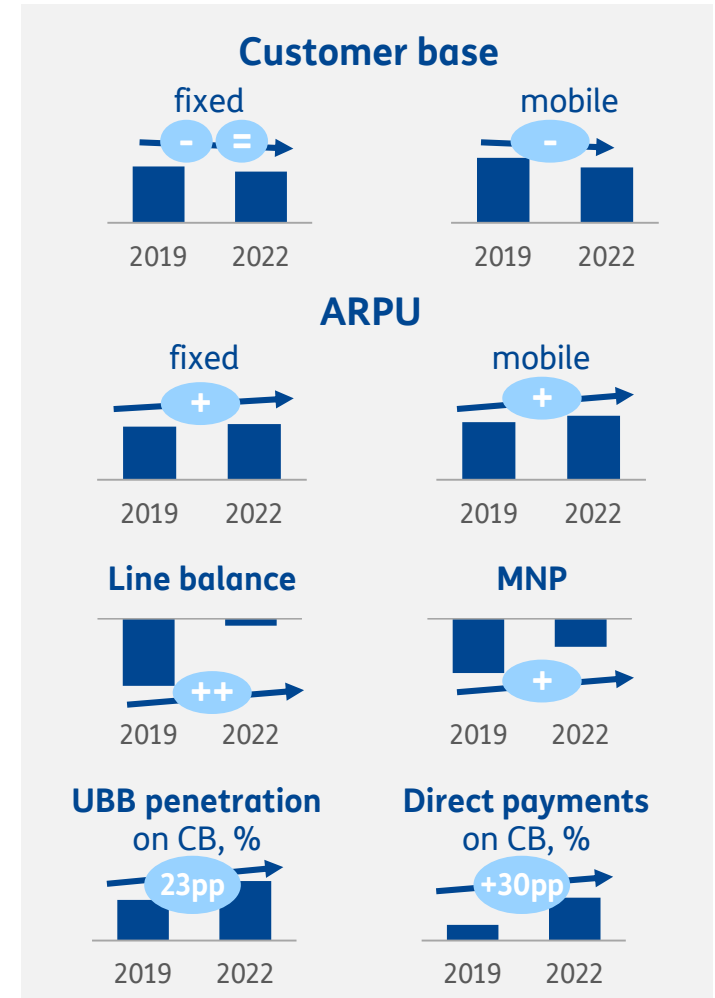 Customer base
fixed mobile
- = -
2019 2022 2019 2022
ARPU
fixed mobile
+ +
2019 2022 2019 2022
Line balance MNP
++ +
2019 2022 2019 2022
UBB penetration Direct payments
on CB, % on CB, %
23pp +30pp
2019 2022 2019 2022